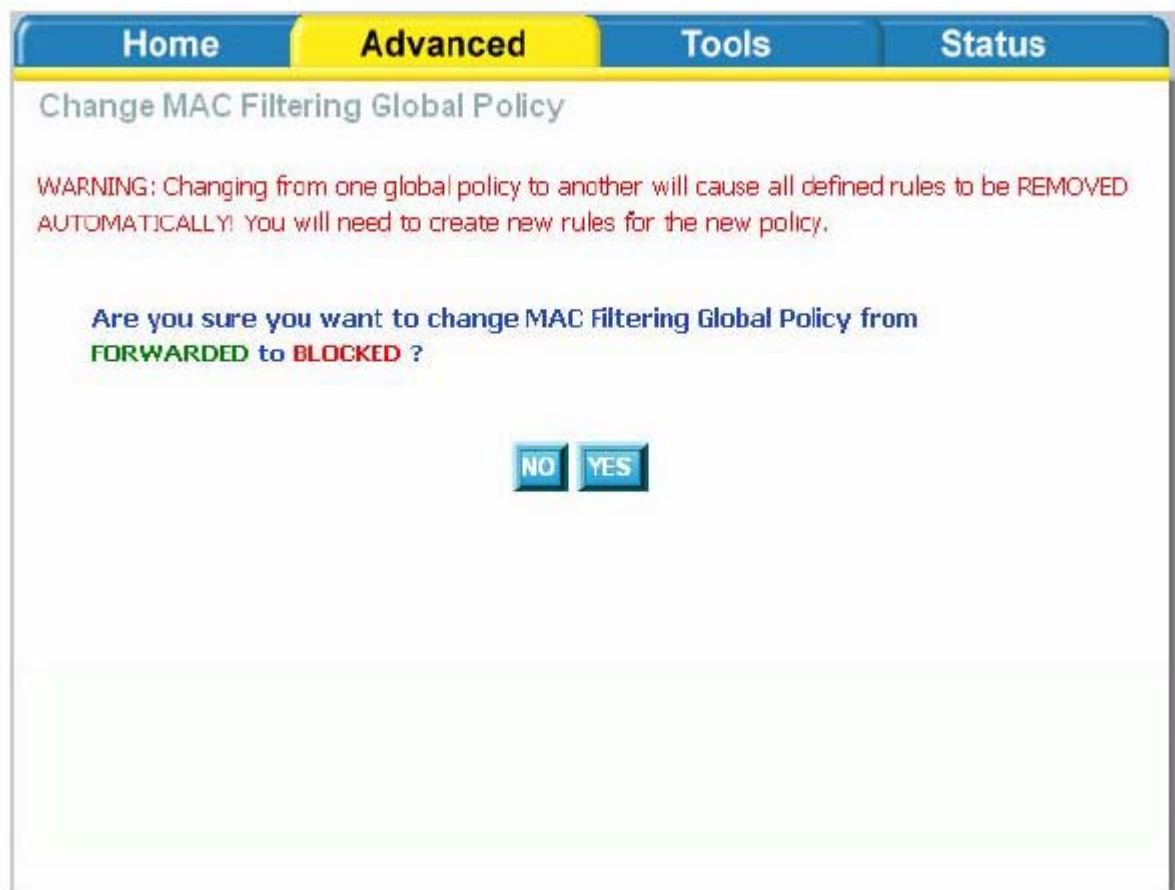 Home Advanced Tools Status
Change MAC Filtering Global Policy
WARNING: Changing from one global policy to another will cause all defined rules to be REMOVED
AUTOMATICALLY! You will need to create new rules for the new policy.
Are you sure you want to change MAC Filtering Global Policy from
FORWARDED to BLOCKED ?
NO YES